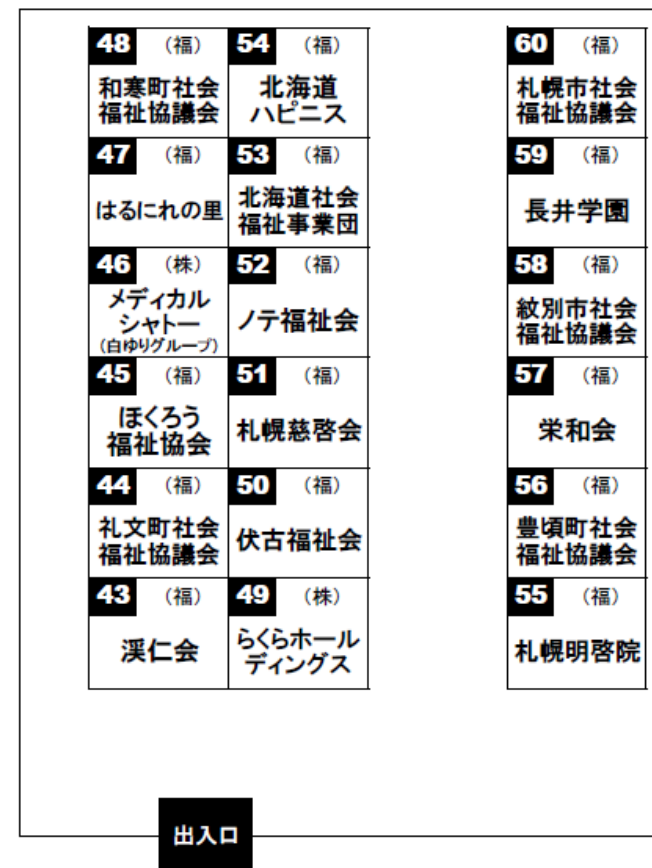 48 （福）
和寒町社会
福祉協議会
54 （福）
北海道
ハピニス
60 （福）
札幌市社会
福祉協議会
47 （福）
はるにれの里
53 （福）
北海道社会
福祉事業団
59 （福）
長井学園
46 （株）
メディカル
シャトー
（白ゆりグループ）
52 （福）
ノテ福祉会
58 （福）
紋別市社会
福祉協議会
45 （福）
ほくろう
福祉協会
51 （福）
札幌慈啓会
57 （福）
栄和会
44 （福）
礼文町社会
福祉協議会
50 （福）
伏古福祉会
56 （福）
豊頃町社会
福祉協議会
43 （福）
渓仁会
49 （株）
らくらホール
ディングス
55 （福）
札幌明啓院
出入口